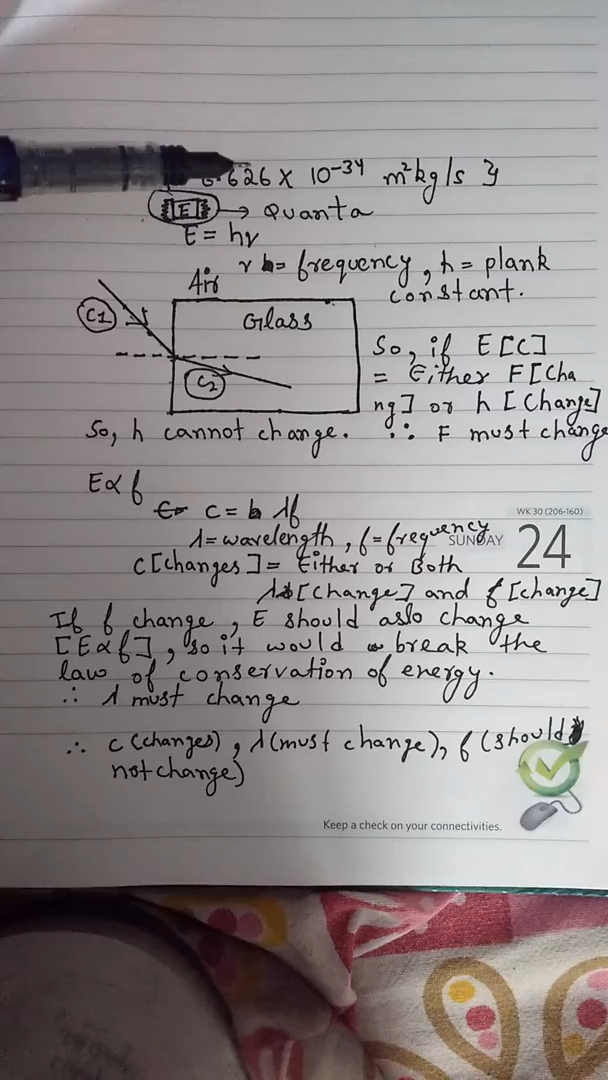 6.626 X 10-34 m²kg/s }
[E] → Quanta
E = hν
ν = frequency, h = plank
constant.
Air
Glass
C1
C2
So, if E[C]
= Either F[Cha
ng] or h [Change]
So, h cannot change. ∴ F must change
E∝f
c = λf
λ=wavelength, f=frequency
WK 30 (206-160)
SUNDAY 24
c[changes]= Either or Both
λ[change] and f[change]
If f change, E should aslo change
[E∝f], so it would break the
law of conservation of energy.
∴ λ must change
∴ c(changes), λ(must change), f(should
not change)
Keep a check on your connectivities.